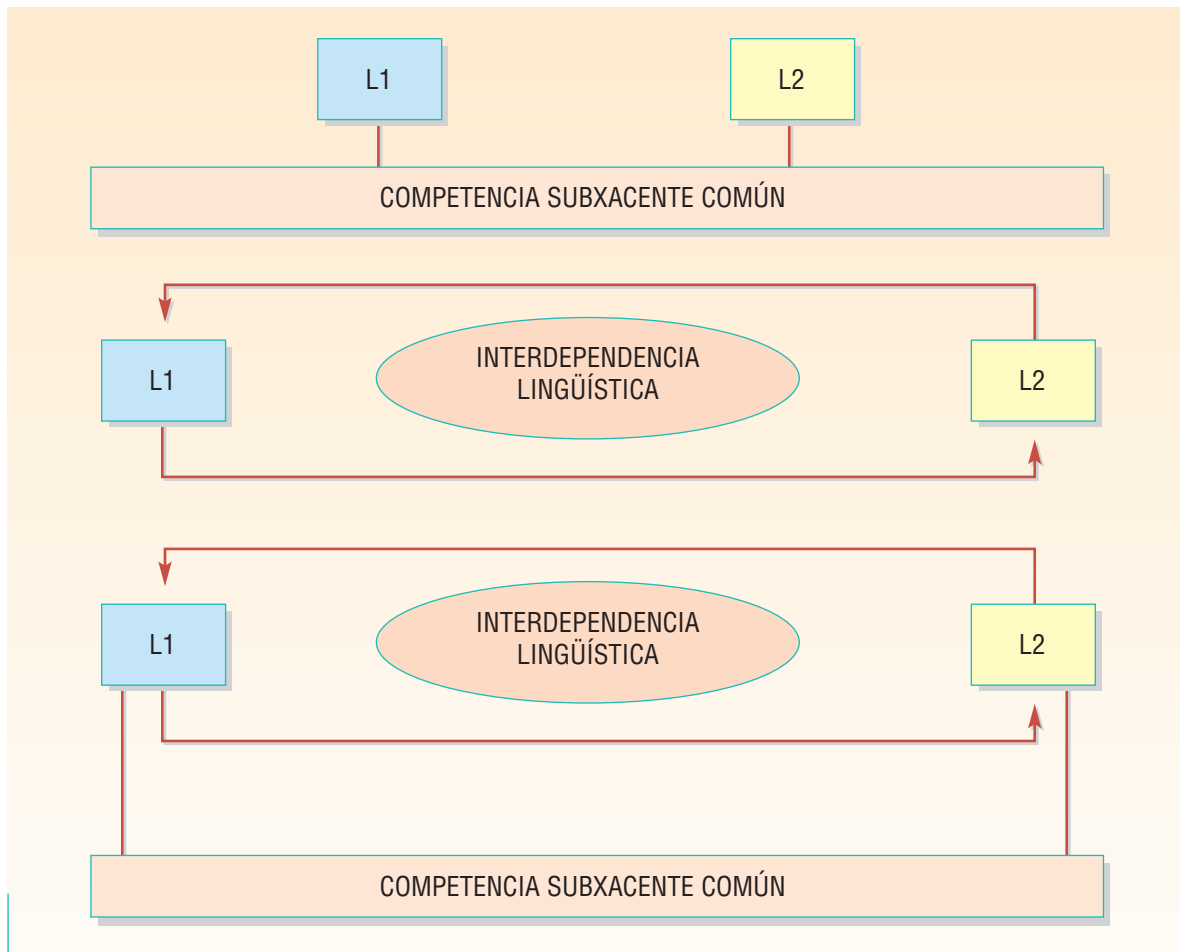 L1
L2
COMPETENCIA SUBXACENTE COMÚN
INTERDEPENDENCIA
LINGÜÍSTICA
L1
L2
INTERDEPENDENCIA
LINGÜÍSTICA
L1
L2
COMPETENCIA SUBXACENTE COMÚN